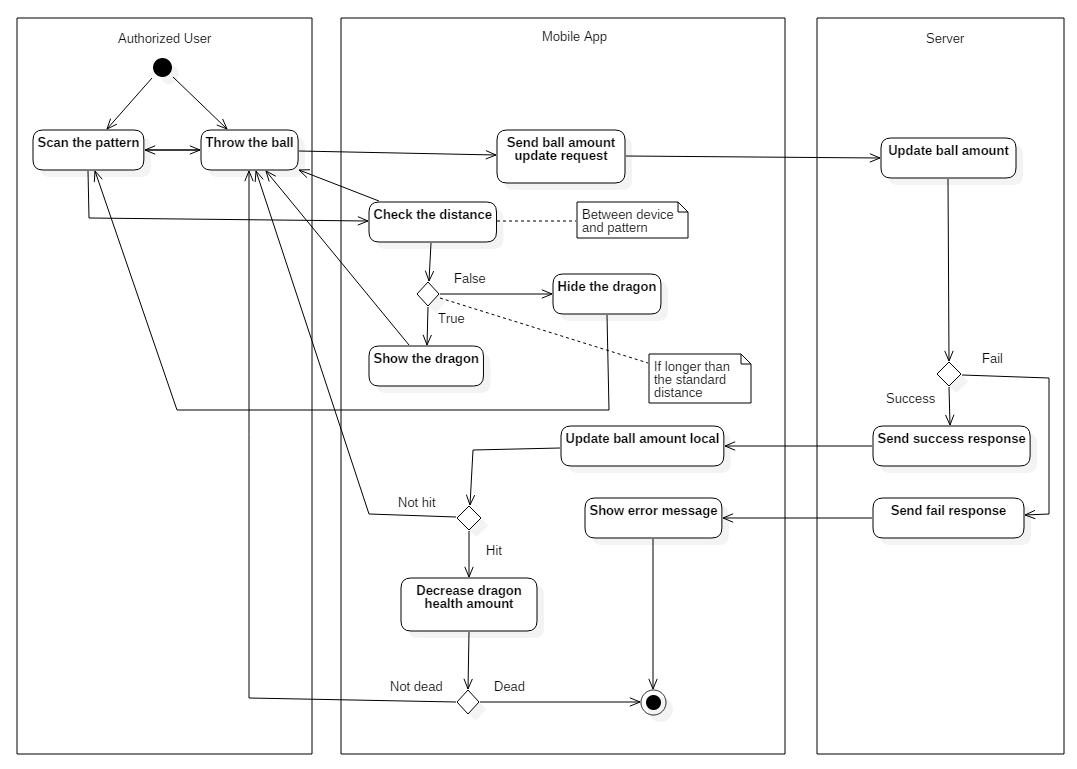 Authorized User
Mobile App
Server
Scan the pattern
Throw the ball
Send ball amount
update request
Update ball amount
Check the distance
Between device
and pattern
False
Hide the dragon
True
Show the dragon
If longer than
the standard
distance
Fail
Success
Update ball amount local
Send success response
Not hit
Show error message
Send fail response
Hit
Decrease dragon
health amount
Not dead
Dead